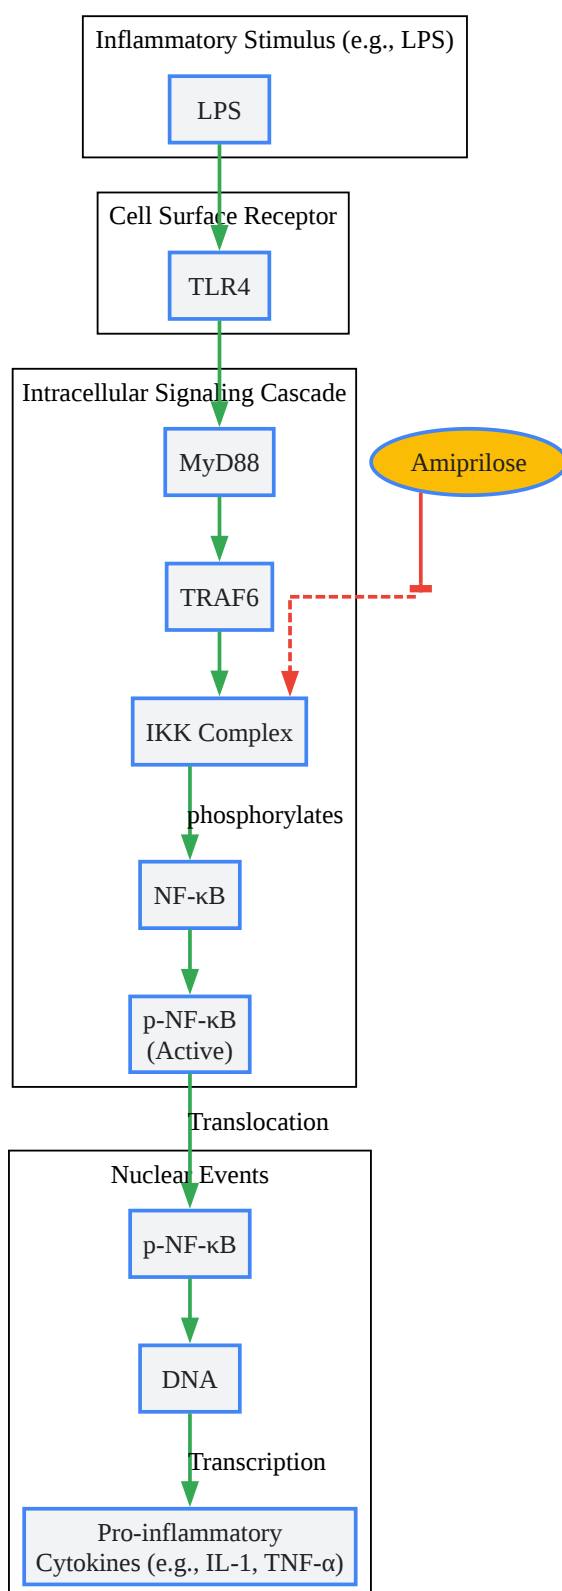 Inflammatory Stimulus (e.g., LPS)
LPS
Cell Surface Receptor
TLR4
Intracellular Signaling Cascade
MyD88
Amiprilose
TRAF6
IKK Complex
phosphorylates
NF-κB
p-NF-κB
(Active)
Translocation
Nuclear Events
p-NF-κB
DNA
Transcription
Pro-inflammatory
Cytokines (e.g., IL-1, TNF-α)